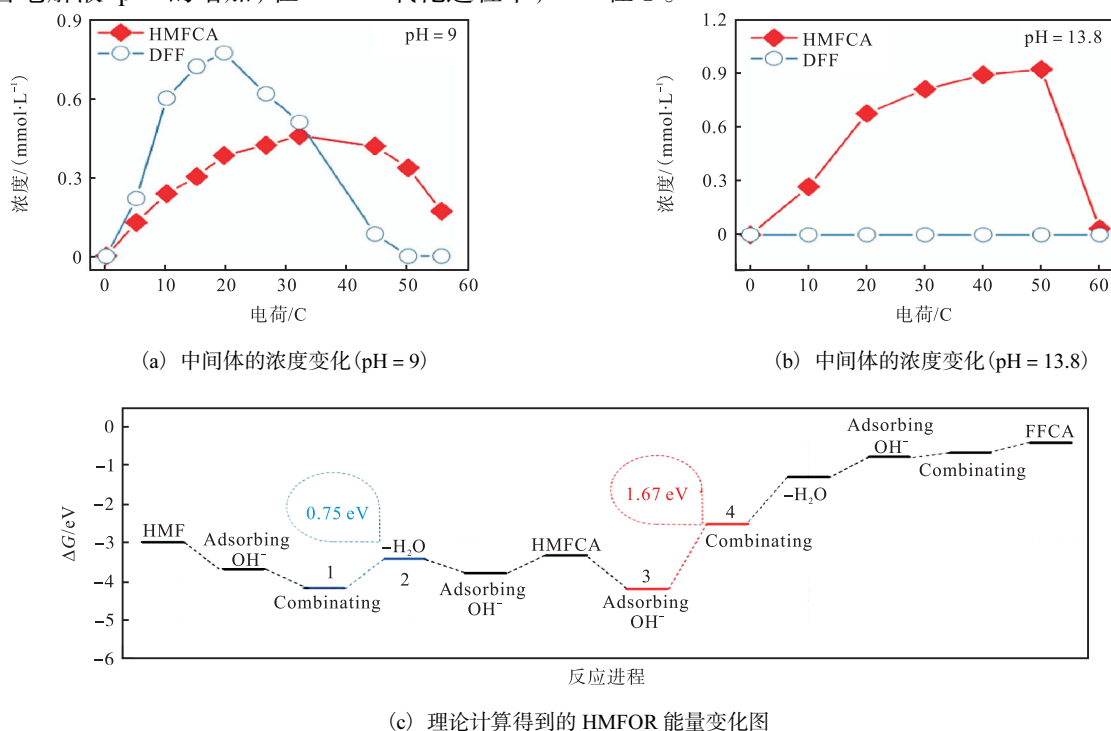 0.9
HMFCA
pH = 9
DFF
0.6
0.3
0
浓度/(mmol·L⁻¹)
0 10 20 30 40 50 60
电荷/C
(a) 中间体的浓度变化(pH = 9)
1.2
HMFCA
pH = 13.8
DFF
0.9
0.6
0.3
0
浓度/(mmol·L⁻¹)
0 10 20 30 40 50 60
电荷/C
(b) 中间体的浓度变化(pH = 13.8)
0
−1
−2
−3
−4
−5
−6
ΔG/eV
HMF
Adsorbing
OH⁻
1
Combinating
0.75 eV
−H₂O
2
Adsorbing
OH⁻
HMFCA
3
Adsorbing
OH⁻
1.67 eV
4
Combinating
−H₂O
Adsorbing
OH⁻
Combinating
FFCA
反应进程
(c) 理论计算得到的 HMFOR 能量变化图